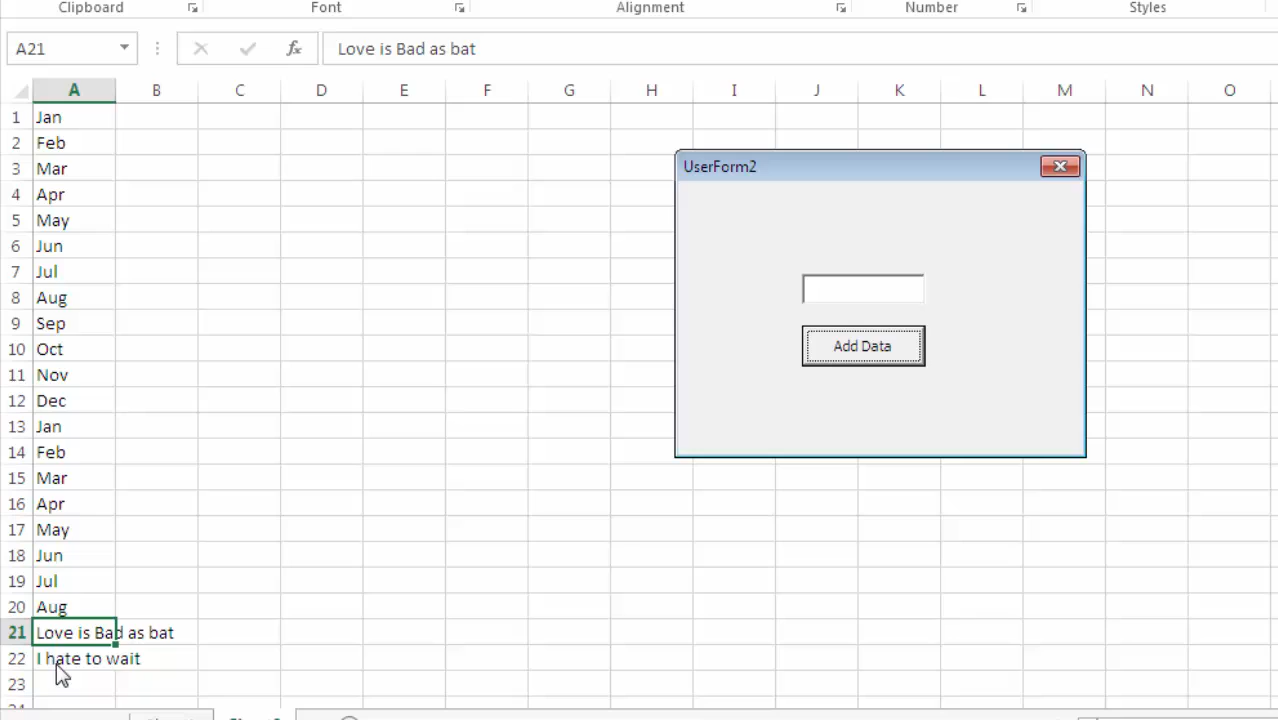 Clipboard Font Alignment Number Styles
A21 fx Love is Bad as bat
A B C D E F G H I J K L M N O
1 Jan
2 Feb
3 Mar
UserForm2
4 Apr
5 May
6 Jun
7 Jul
8 Aug
9 Sep
10 Oct
Add Data
11 Nov
12 Dec
13 Jan
14 Feb
15 Mar
16 Apr
17 May
18 Jun
19 Jul
20 Aug
21 Love is Bad as bat
22 I hate to wait
23